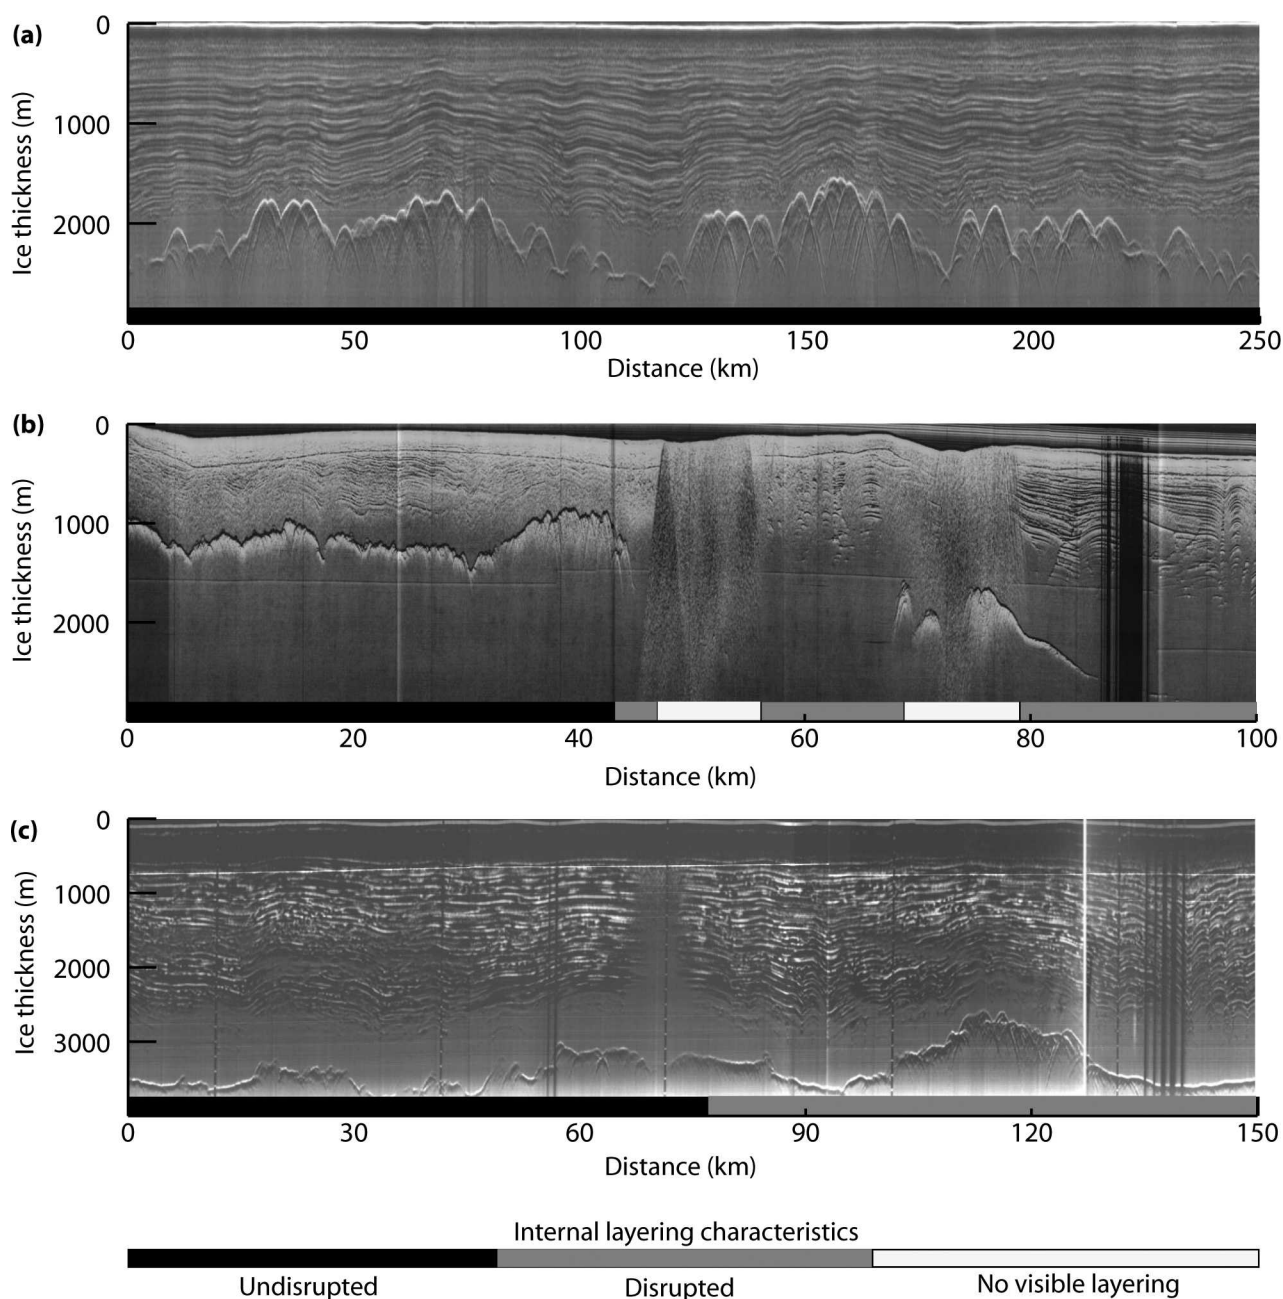 (a)
Ice thickness (m)
0
1000
2000
0 50 100 150 200 250
Distance (km)
(b)
Ice thickness (m)
0
1000
2000
0 20 40 60 80 100
Distance (km)
(c)
Ice thickness (m)
0
1000
2000
3000
0 30 60 90 120 150
Distance (km)
Internal layering characteristics
Undisrupted Disrupted No visible layering